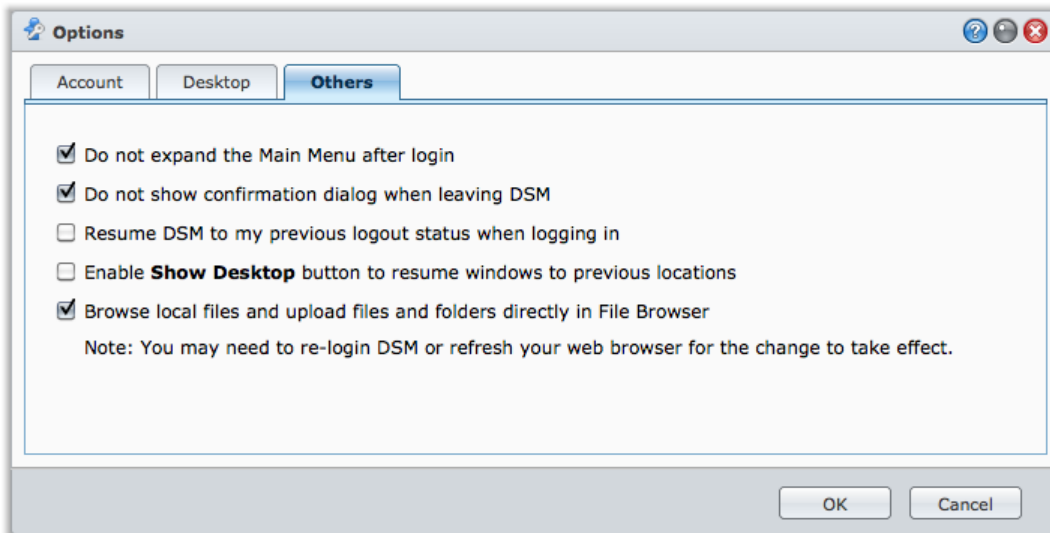 Options
Account Desktop Others
Do not expand the Main Menu after login
Do not show confirmation dialog when leaving DSM
Resume DSM to my previous logout status when logging in
Enable Show Desktop button to resume windows to previous locations
Browse local files and upload files and folders directly in File Browser
Note: You may need to re-login DSM or refresh your web browser for the change to take effect.
OK Cancel